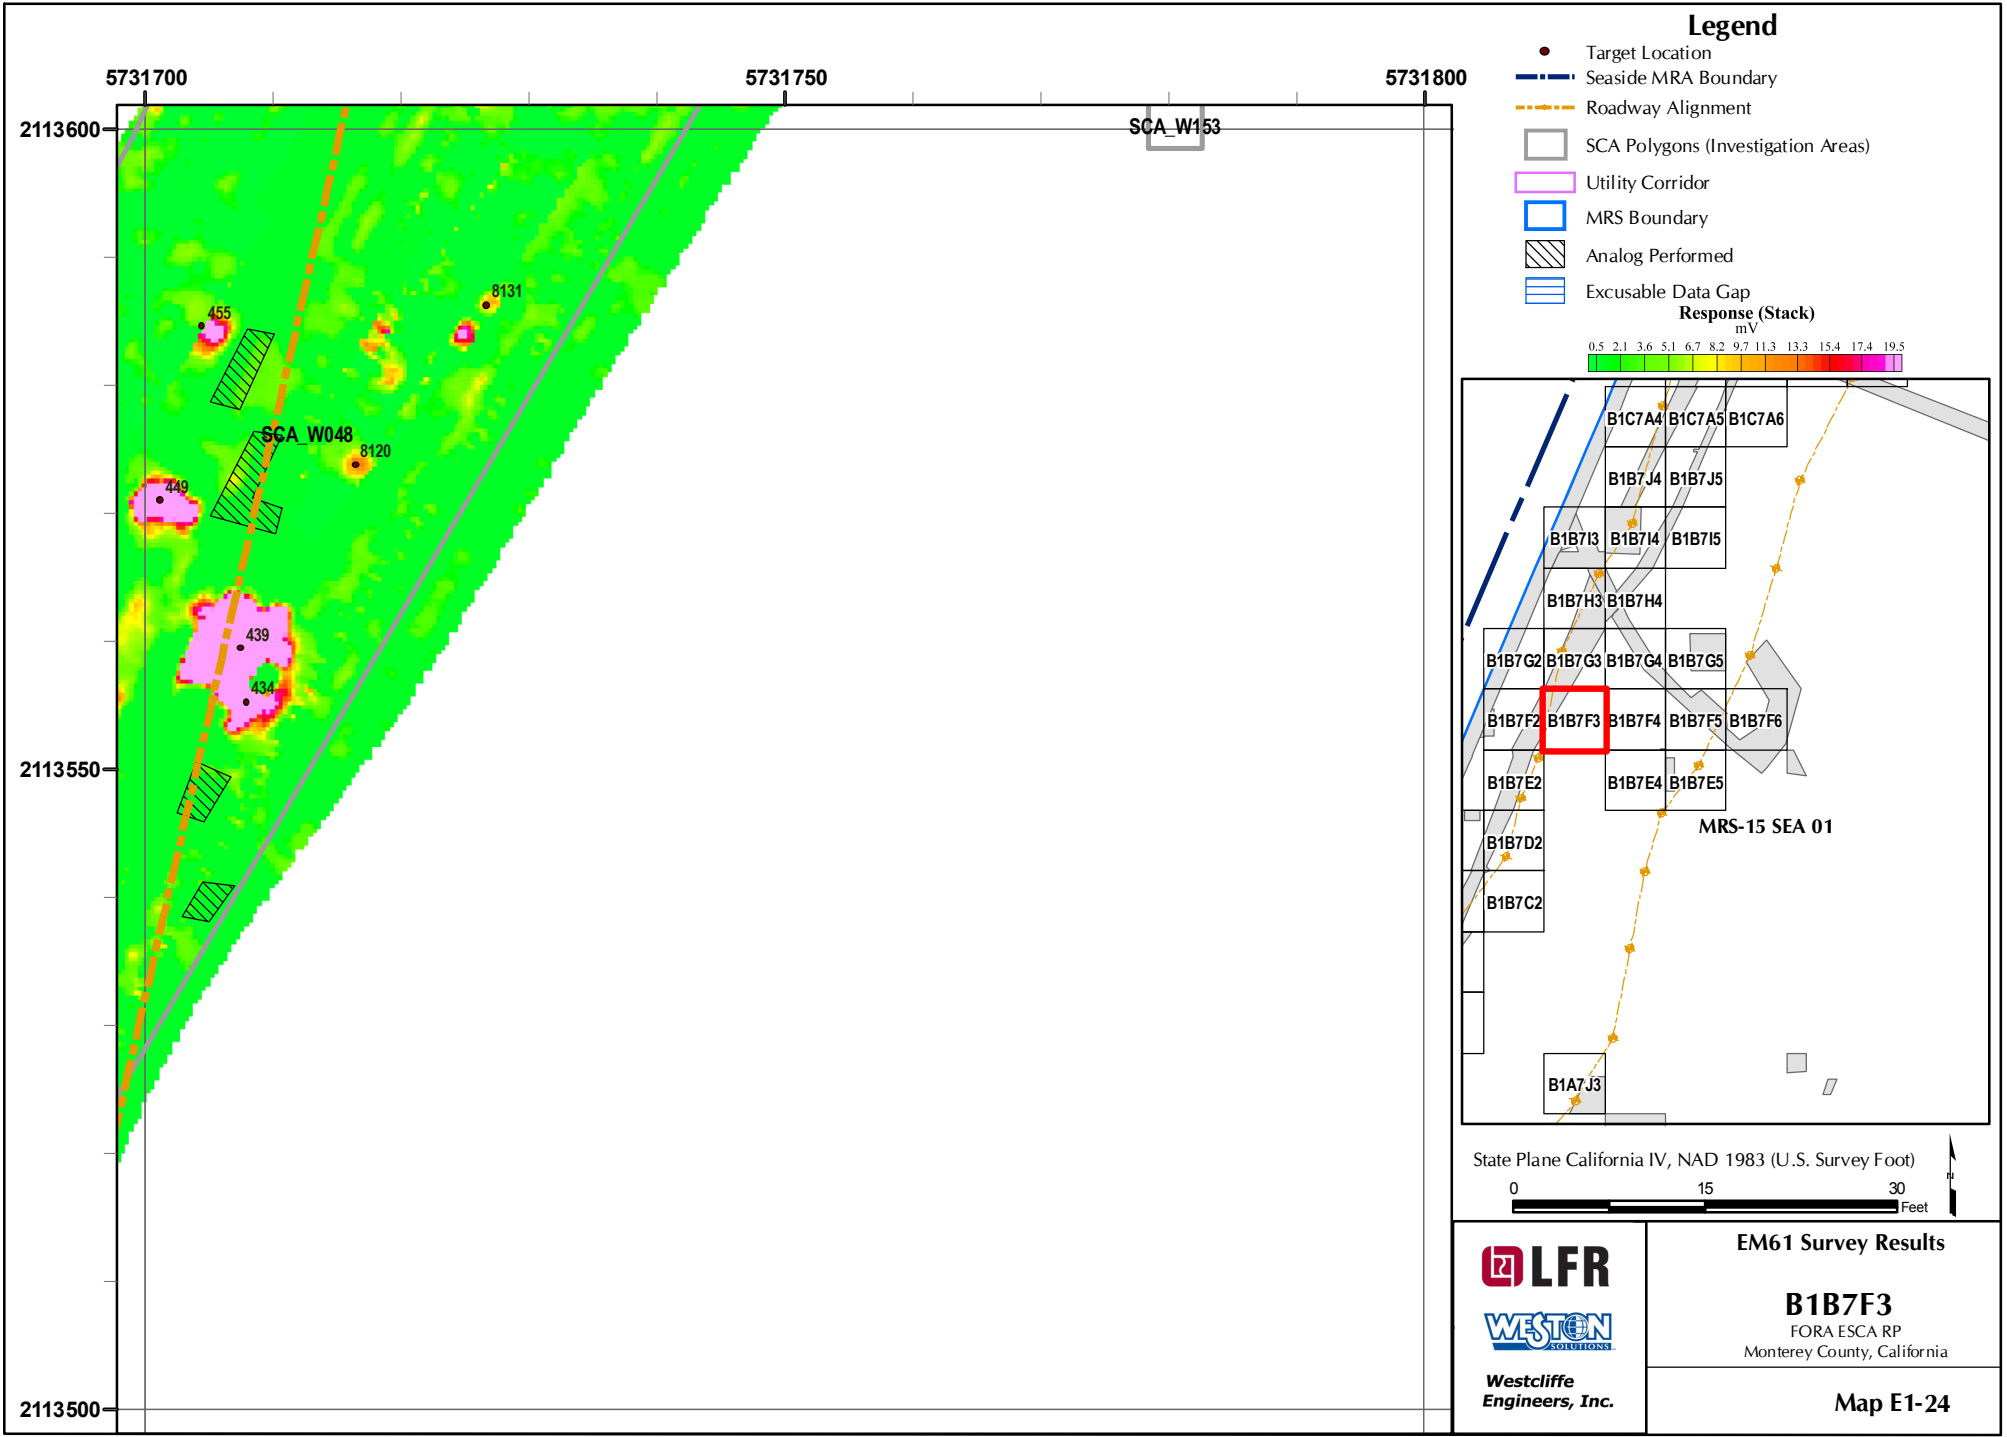 5731700
5731750
5731800
2113600
2113550
2113500
SCA_W153
8131
455
SCA_W048
8120
449
439
434
Legend
Target Location
Seaside MRA Boundary
Roadway Alignment
SCA Polygons (Investigation Areas)
Utility Corridor
MRS Boundary
Analog Performed
Excusable Data Gap
Response (Stack)
mV
0.5 2.1 3.6 5.1 6.7 8.2 9.7 11.3 13.3 15.4 17.4 19.5
B1C7A4 B1C7A5 B1C7A6
B1B7J4 B1B7J5
B1B7I3 B1B7I4 B1B7I5
B1B7H3 B1B7H4
B1B7G2 B1B7G3 B1B7G4 B1B7G5
B1B7F2 B1B7F3 B1B7F4 B1B7F5 B1B7F6
B1B7E2 B1B7E4 B1B7E5
MRS-15 SEA 01
B1B7D2
B1B7C2
B1A7J3
State Plane California IV, NAD 1983 (U.S. Survey Foot)
0 15 30
Feet
N
LFR
WESTON
SOLUTIONS
Westcliffe
Engineers, Inc.
EM61 Survey Results
B1B7F3
FORA ESCA RP
Monterey County, California
Map E1-24